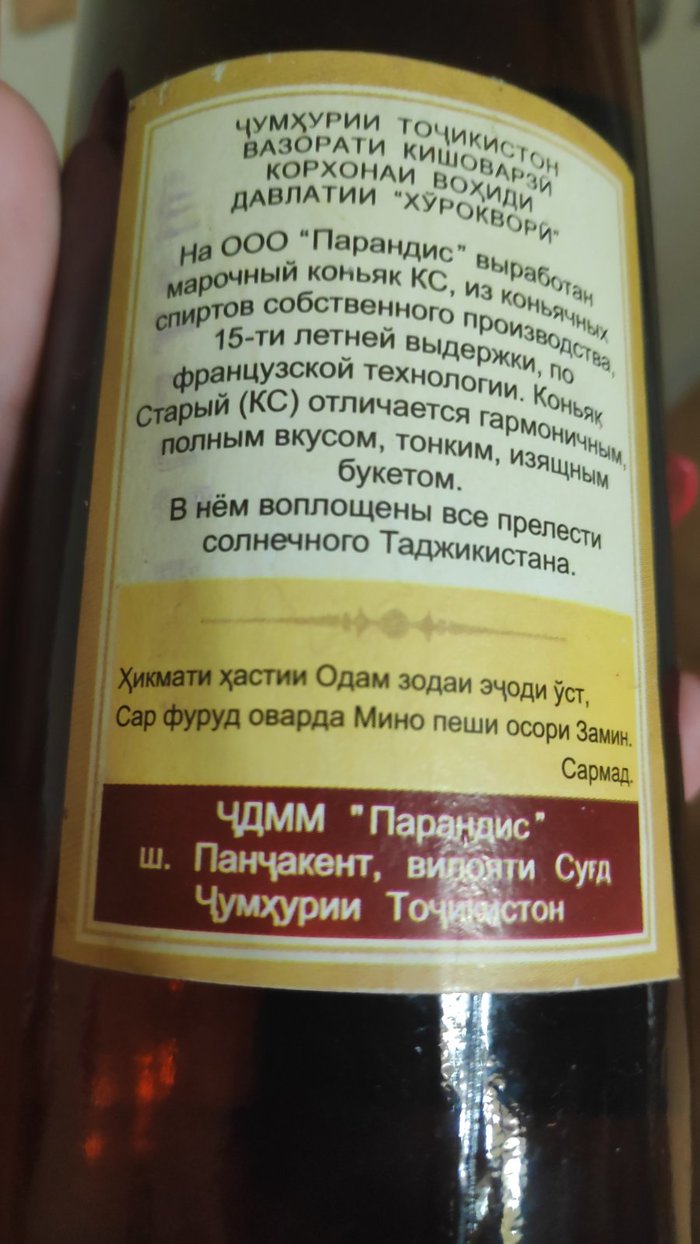 ҶУМҲУРИИ ТОҶИКИСТОН
ВАЗОРАТИ КИШОВАРЗӢ
КОРХОНАИ ВОҲИДИ
ДАВЛАТИИ "ХӮРОКВОРӢ"
На ООО "Парандис" выработан
марочный коньяк КС, из коньячных
спиртов собственного производства,
15-ти летней выдержки, по
французской технологии. Коньяк
Старый (КС) отличается гармоничным,
полным вкусом, тонким, изящным
букетом.
В нём воплощены все прелести
солнечного Таджикистана.
Ҳикмати ҳастии Одам зодаи эҷоди ӯст,
Сар фуруд оварда Мино пеши осори Замин.
Сармад.
ҶДММ "Парандис"
ш. Панҷакент, вилояти Суғд
Ҷумҳурии Тоҷикистон